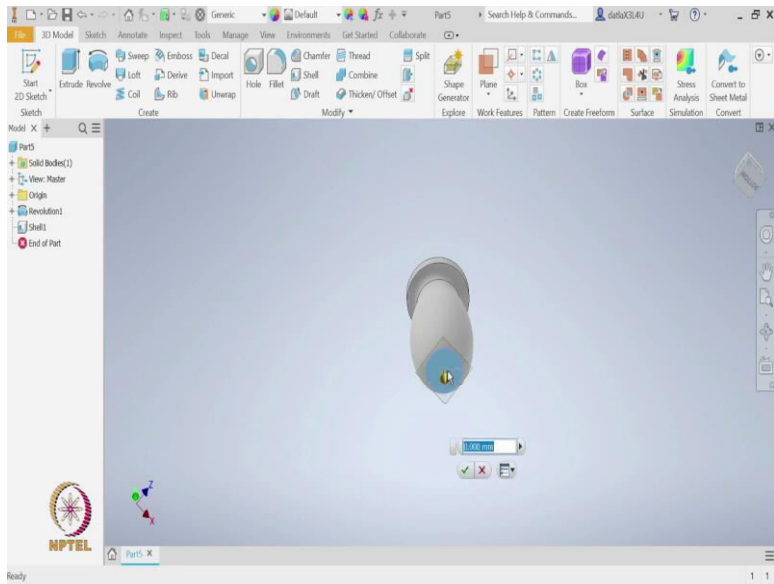 Generic Default Part5 Search Help & Commands... datlaX3L4U
File 3D Model Sketch Annotate Inspect Tools Manage View Environments Get Started Collaborate
Start 2D Sketch Extrude Revolve Sweep Emboss Decal Loft Derive Import Coil Rib Unwrap Hole Fillet Chamfer Thread Split Shell Combine Draft Thicken/ Offset Shape Generator Plane Box Stress Analysis Convert to Sheet Metal
Sketch Create Modify Explore Work Features Pattern Create Freeform Surface Simulation Convert
Model
Part5
Solid Bodies(1)
View: Master
Origin
Revolution1
Shell1
End of Part
BOTTOM
0.000 mm
Z
X
NPTEL
Part5
Ready 1 1